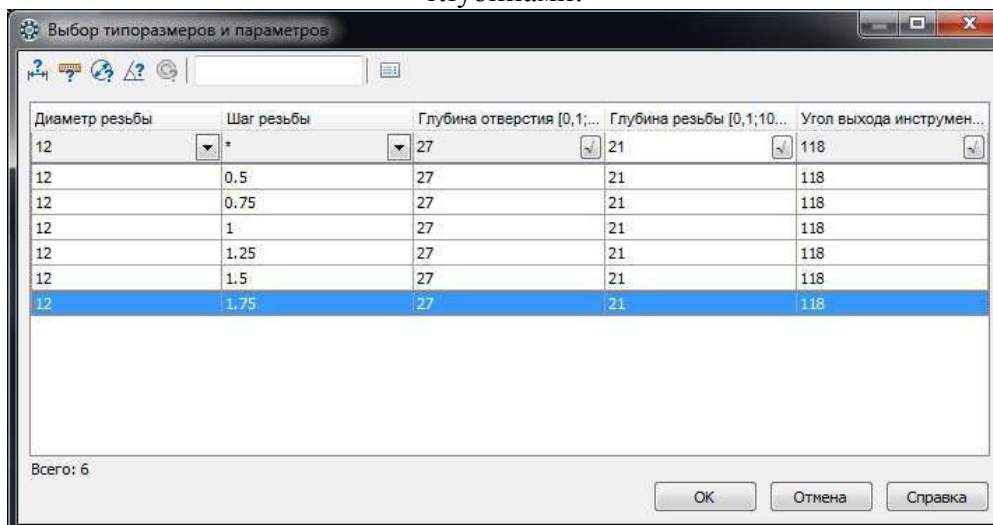 глубинами:
Выбор типоразмеров и параметров
Диаметр резьбы Шаг резьбы Глубина отверстия [0,1;... Глубина резьбы [0,1;10... Угол выхода инструмен...
12 * 27 21 118
12 0.5 27 21 118
12 0.75 27 21 118
12 1 27 21 118
12 1.25 27 21 118
12 1.5 27 21 118
12 1.75 27 21 118
Всего: 6
OK Отмена Справка